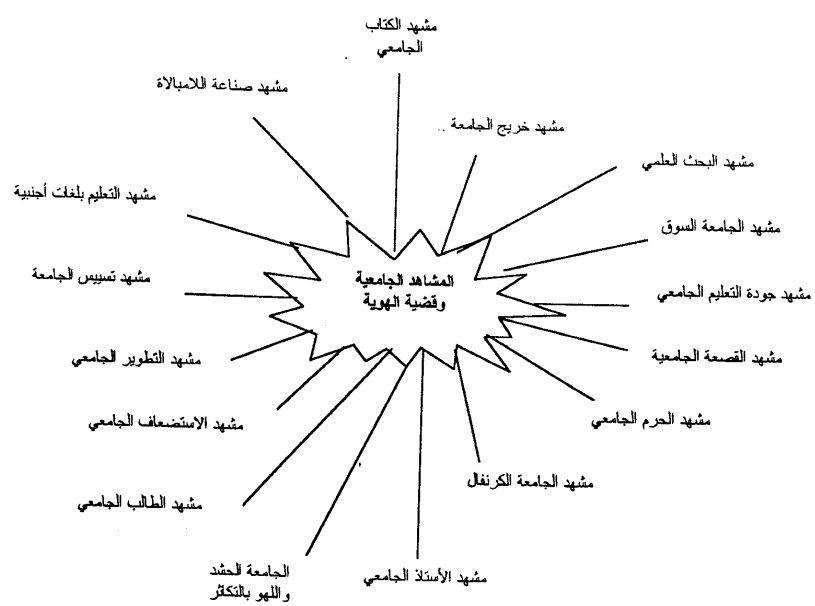 مشهد الكتاب
الجامعي
مشهد صناعة اللامبالاة
مشهد خريج الجامعة ..
مشهد البحث العلمي
مشهد التعليم بلغات أجنبية
مشهد الجامعة السوق
مشهد تسييس الجامعة
المشاهد الجامعية
وقضية الهوية
مشهد جودة التعليم الجامعي
مشهد التطوير الجامعي
مشهد القصعة الجامعية
مشهد الاستضعاف الجامعي
مشهد الحرم الجامعي
مشهد الطالب الجامعي
مشهد الجامعة الكرنفال
الجامعة الحشد
واللهو بالتكاثر
مشهد الأستاذ الجامعي